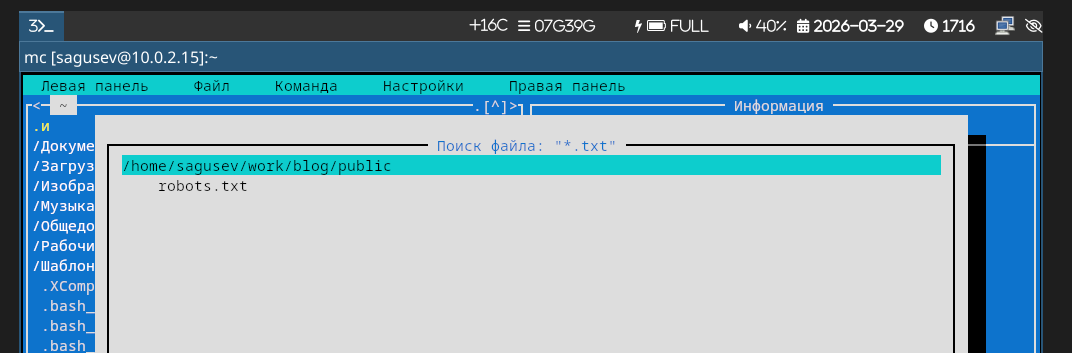 3 +16C 07G39G FULL 40% 2026-03-29 1716
mc [sagusev@10.0.2.15]:~
Левая панель Файл Команда Настройки Правая панель
<- ~ .[^]> Информация
.и
/Докуме
Поиск файла: "*.txt"
/Загруз
/home/sagusev/work/blog/public
/Изобра
robots.txt
/Музыка
/Общедо
/Рабочи
/Шаблон
.XComp
.bash_
.bash_
.bash_